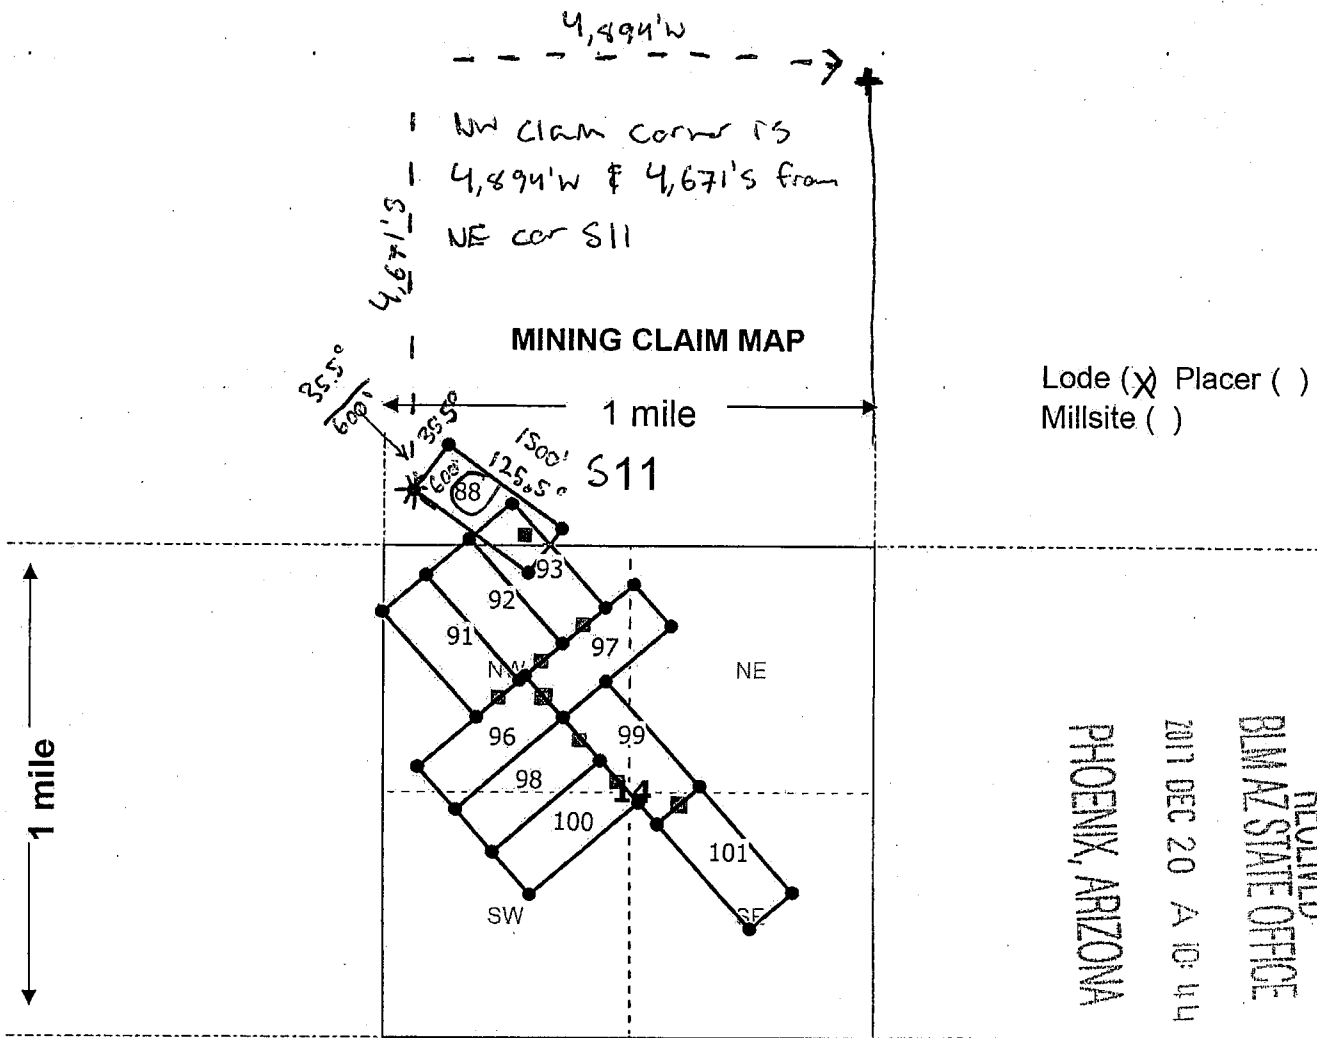 4,894'W
NW Claim corner is
4,894'W & 4,671's from
NE cor S11
4,671's
MINING CLAIM MAP
Lode (X) Placer ( )
Millsite ( )
1 mile
35.5°
600'
35.5°
1500'
125.5°
600'
88
S11
93
92
91
97
NW
NE
96
99
98
14
100
101
SW
SE
1 mile
RECEIVED
BLM AZ STATE OFFICE
2017 DEC 20 A 10: 44
PHOENIX, ARIZONA